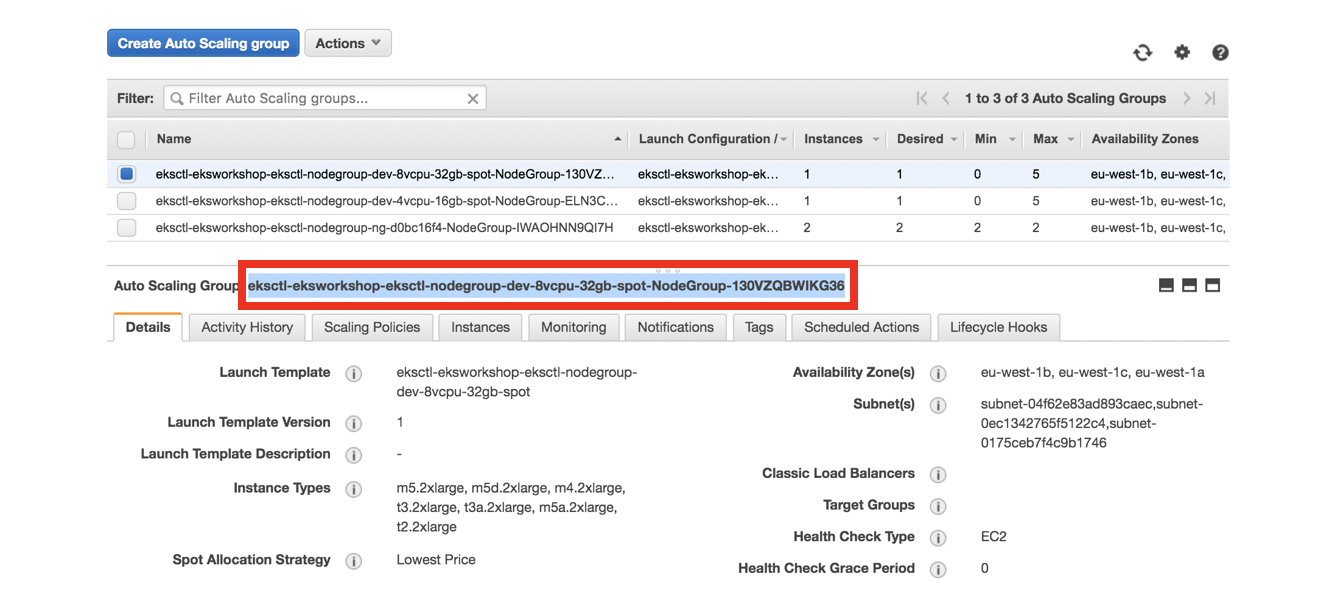 Create Auto Scaling group Actions
Filter: Filter Auto Scaling groups... 1 to 3 of 3 Auto Scaling Groups
Name Launch Configuration / Instances Desired Min Max Availability Zones
eksctl-eksworkshop-eksctl-nodegroup-dev-8vcpu-32gb-spot-NodeGroup-130VZ... eksctl-eksworkshop-ek... 1 1 0 5 eu-west-1b, eu-west-1c,
eksctl-eksworkshop-eksctl-nodegroup-dev-4vcpu-16gb-spot-NodeGroup-ELN3C... eksctl-eksworkshop-ek... 1 1 0 5 eu-west-1b, eu-west-1c,
eksctl-eksworkshop-eksctl-nodegroup-ng-d0bc16f4-NodeGroup-IWAOHNN9QI7H eksctl-eksworkshop-ek... 2 2 2 2 eu-west-1b, eu-west-1c,
Auto Scaling Group: eksctl-eksworkshop-eksctl-nodegroup-dev-8vcpu-32gb-spot-NodeGroup-130VZQBWIKG36
Details Activity History Scaling Policies Instances Monitoring Notifications Tags Scheduled Actions Lifecycle Hooks
Launch Template eksctl-eksworkshop-eksctl-nodegroup-
dev-8vcpu-32gb-spot
Launch Template Version 1
Launch Template Description -
Instance Types m5.2xlarge, m5d.2xlarge, m4.2xlarge,
t3.2xlarge, t3a.2xlarge, m5a.2xlarge,
t2.2xlarge
Spot Allocation Strategy Lowest Price
Availability Zone(s) eu-west-1b, eu-west-1c, eu-west-1a
Subnet(s) subnet-04f62e83ad893caec,subnet-
0ec1342765f5122c4,subnet-
0175ceb7f4c9b1746
Classic Load Balancers
Target Groups
Health Check Type EC2
Health Check Grace Period 0